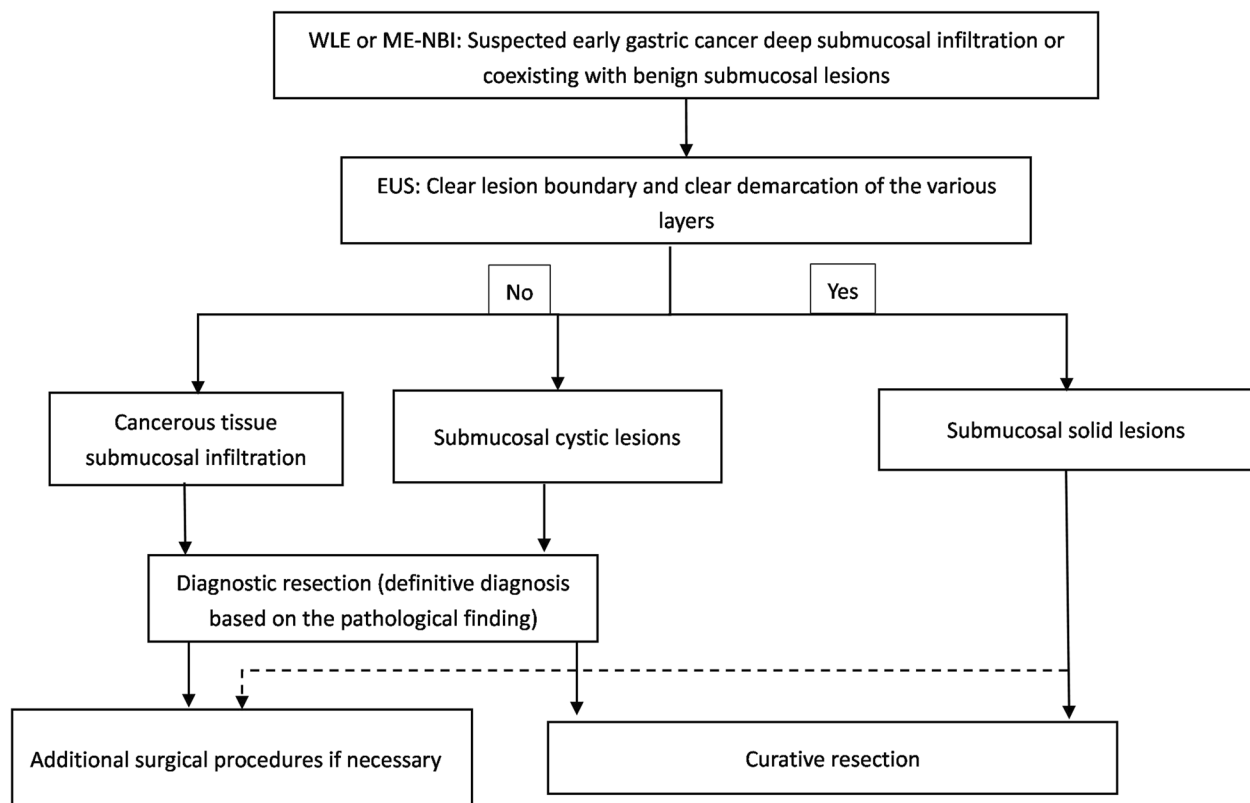 WLE or ME-NBI: Suspected early gastric cancer deep submucosal infiltration or
coexisting with benign submucosal lesions
EUS: Clear lesion boundary and clear demarcation of the various
layers
No
Yes
Cancerous tissue
submucosal infiltration
Submucosal cystic lesions
Submucosal solid lesions
Diagnostic resection (definitive diagnosis
based on the pathological finding)
Additional surgical procedures if necessary
Curative resection